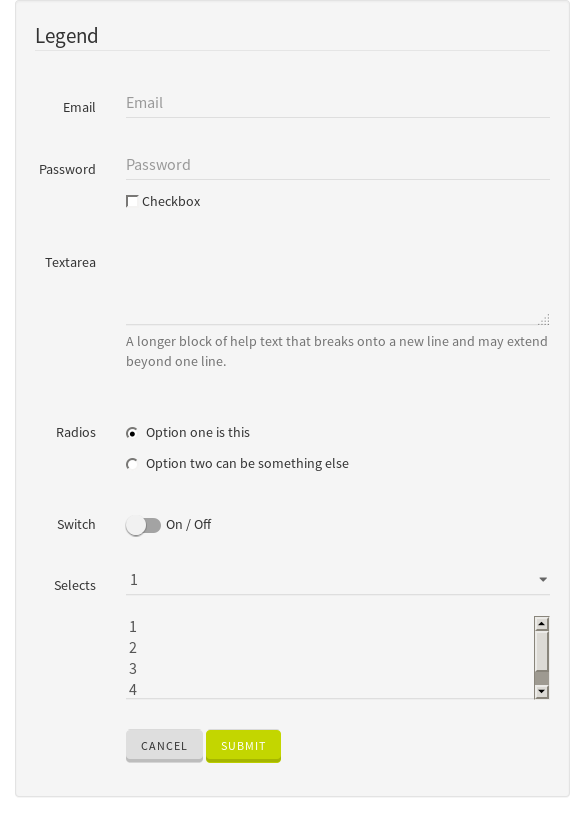 Legend
Email Email
Password Password
Checkbox
Textarea
A longer block of help text that breaks onto a new line and may extend
beyond one line.
Radios Option one is this
Option two can be something else
Switch On / Off
Selects 1
1
2
3
4
CANCEL SUBMIT